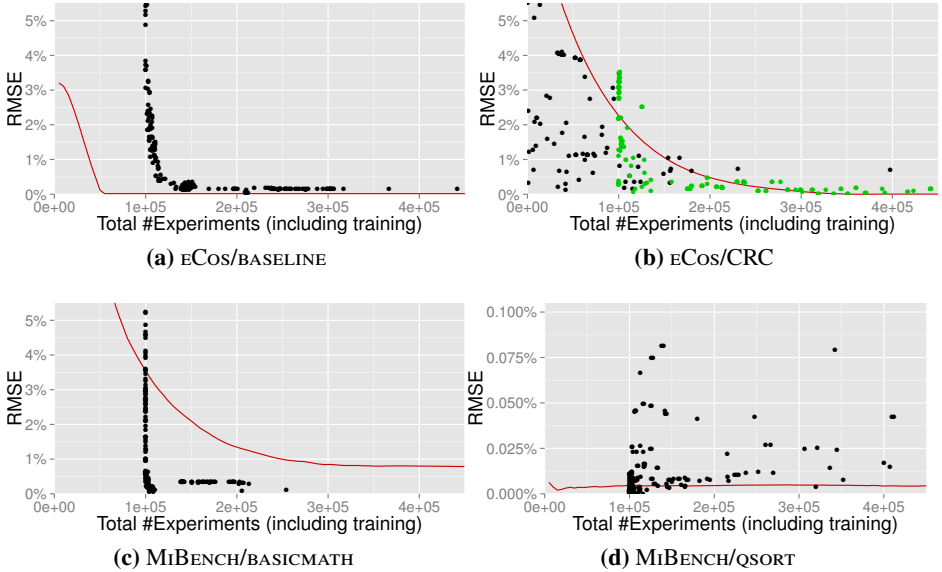 5%
4%
3%
2%
1%
0%
RMSE
0e+00 1e+05 2e+05 3e+05 4e+05
Total #Experiments (including training)
(a) eCos/BASELINE
5%
4%
3%
2%
1%
0%
RMSE
0e+00 1e+05 2e+05 3e+05 4e+05
Total #Experiments (including training)
(b) eCos/CRC
5%
4%
3%
2%
1%
0%
RMSE
0e+00 1e+05 2e+05 3e+05 4e+05
Total #Experiments (including training)
(c) MiBench/BASICMATH
0.100%
0.075%
0.050%
0.025%
0.000%
RMSE
0e+00 1e+05 2e+05 3e+05 4e+05
Total #Experiments (including training)
(d) MiBench/QSORT